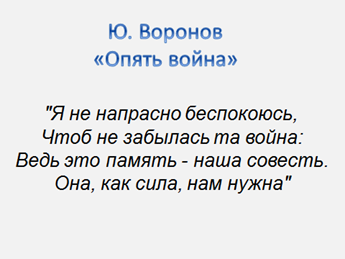 Ю. Воронов
«Опять война»
"Я не напрасно беспокоюсь,
Чтоб не забылась та война:
Ведь это память - наша совесть.
Она, как сила, нам нужна"